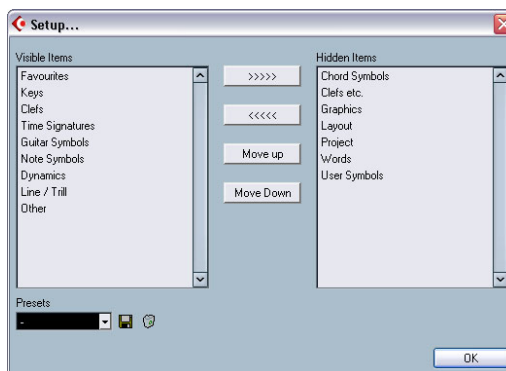 Setup...
Visible Items
Favourites
Keys
Clefs
Time Signatures
Guitar Symbols
Note Symbols
Dynamics
Line / Trill
Other
>>>>>
<<<<<
Move up
Move Down
Hidden Items
Chord Symbols
Clefs etc.
Graphics
Layout
Project
Words
User Symbols
Presets
-
OK